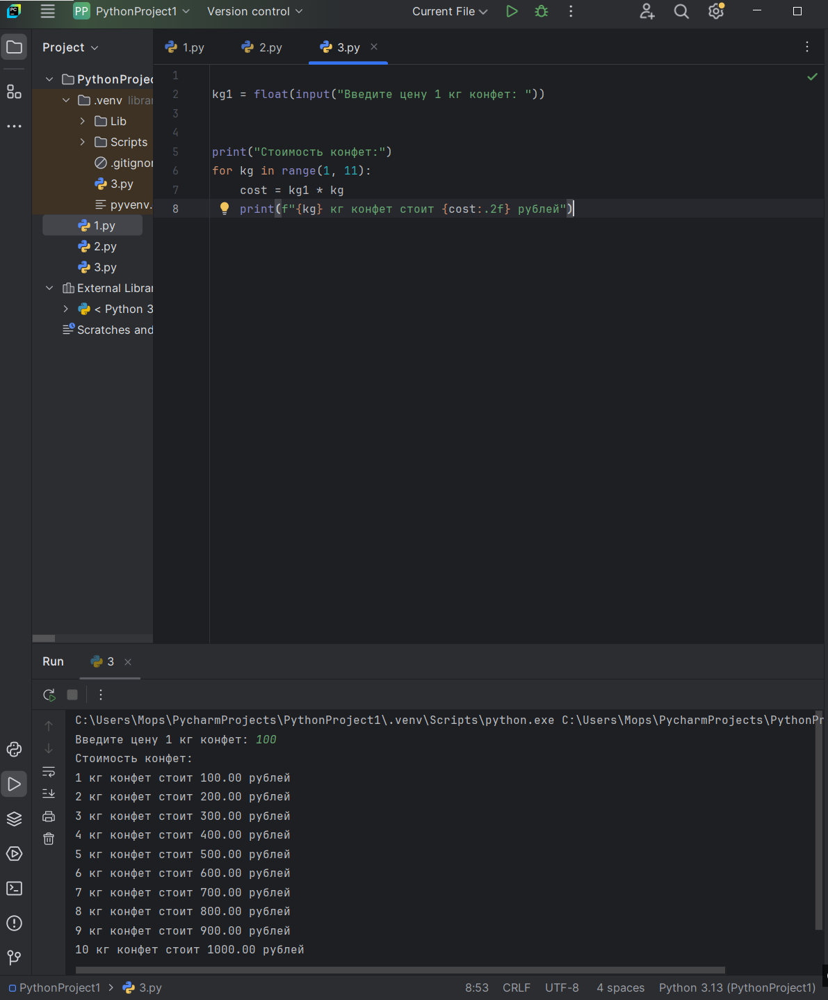 PC
PP PythonProject1 Version control Current File
Project
1.py 2.py 3.py
PythonProjec
.venv librar
Lib
Scripts
.gitignor
3.py
pyvenv.
1.py
2.py
3.py
External Librar
< Python 3
Scratches and
1
2 kg1 = float(input("Введите цену 1 кг конфет: "))
3
4
5 print("Стоимость конфет:")
6 for kg in range(1, 11):
7 cost = kg1 * kg
8 print(f"{kg} кг конфет стоит {cost:.2f} рублей")
Run 3
C:\Users\Mops\PycharmProjects\PythonProject1\.venv\Scripts\python.exe C:\Users\Mops\PycharmProjects\PythonPr
Введите цену 1 кг конфет: 100
Стоимость конфет:
1 кг конфет стоит 100.00 рублей
2 кг конфет стоит 200.00 рублей
3 кг конфет стоит 300.00 рублей
4 кг конфет стоит 400.00 рублей
5 кг конфет стоит 500.00 рублей
6 кг конфет стоит 600.00 рублей
7 кг конфет стоит 700.00 рублей
8 кг конфет стоит 800.00 рублей
9 кг конфет стоит 900.00 рублей
10 кг конфет стоит 1000.00 рублей
PythonProject1 > 3.py 8:53 CRLF UTF-8 4 spaces Python 3.13 (PythonProject1)